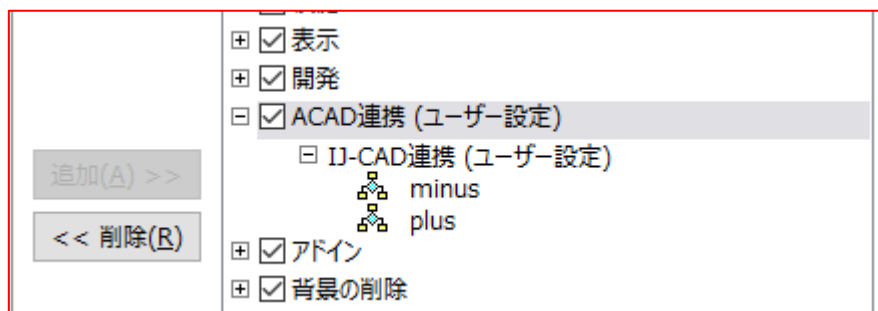 表示
開発
ACAD連携 (ユーザー設定)
IJ-CAD連携 (ユーザー設定)
追加(A) >>
minus
plus
<< 削除(R)
アドイン
背景の削除